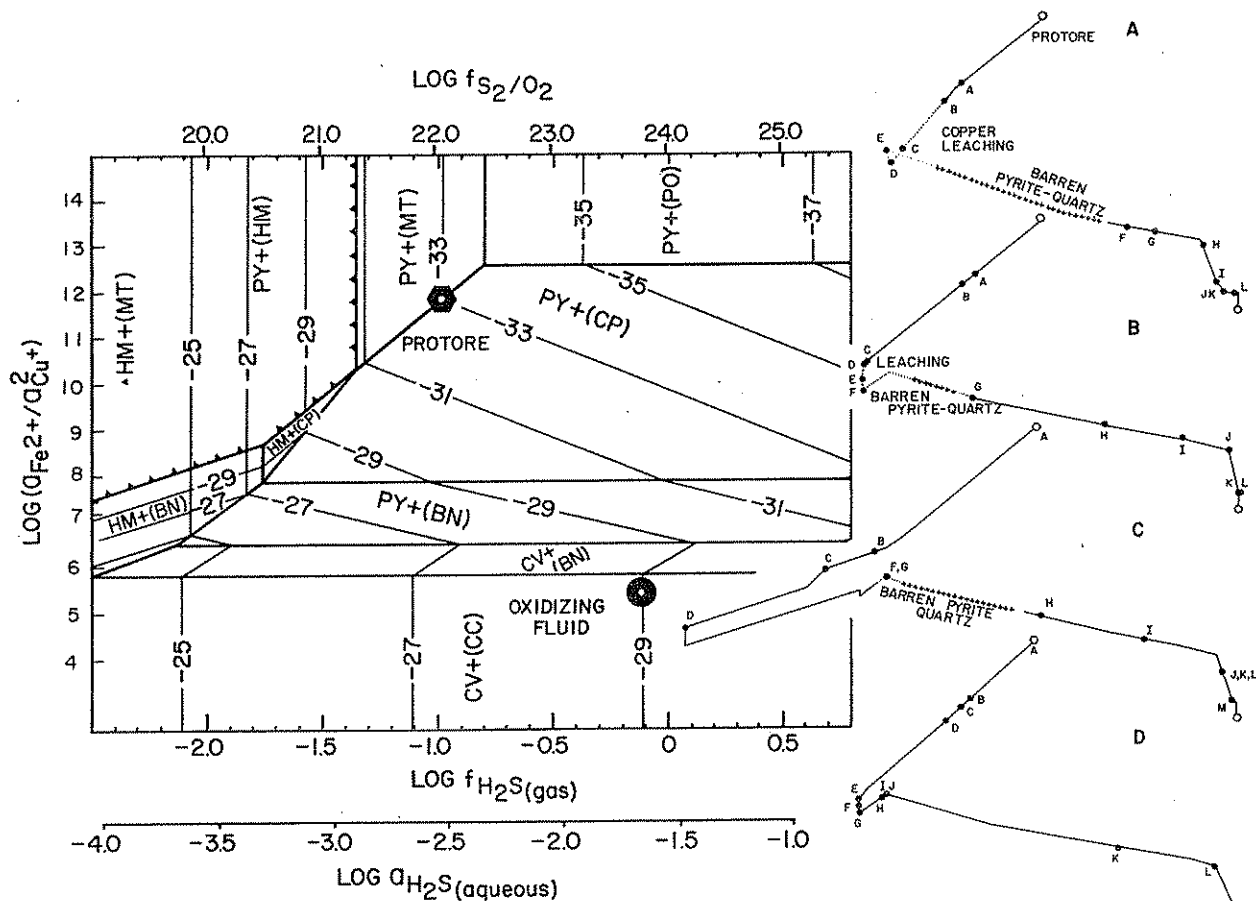 LOG fS2/O2
20.0 21.0 22.0 23.0 24.0 25.0
LOG (aFe2+/a2Cu+)
14
13
12
11
10
9
8
7
6
5
4
HM+(MT)
PY+(HM)
PY+(MT)
PY+(PO)
PY+(CP)
HM+(CP)
HM+(BN)
PY+(BN)
CV+(BN)
CV+(CC)
PROTORE
OXIDIZING
FLUID
-25
-27
-29
-33
-35
-37
-35
-33
-31
-29
-29
-27
-27
-29
-31
-25
-27
-29
-2.0 -1.5 -1.0 -0.5 0 0.5
LOG fH2S(gas)
-4.0 -3.5 -3.0 -2.5 -2.0 -1.5 -1.0
LOG aH2S(aqueous)
A
PROTORE
A
B
COPPER
LEACHING
E
C
D
BARREN
PYRITE-QUARTZ
F
G
H
I
JK
L
B
A
B
C
D
LEACHING
E
F
BARREN
PYRITE-QUARTZ
G
H
I
J
K
L
C
A
B
C
D
F,G
BARREN PYRITE
QUARTZ
H
I
J,K,L
M
D
A
B
C
D
E
F
G
I
J
H
K
L